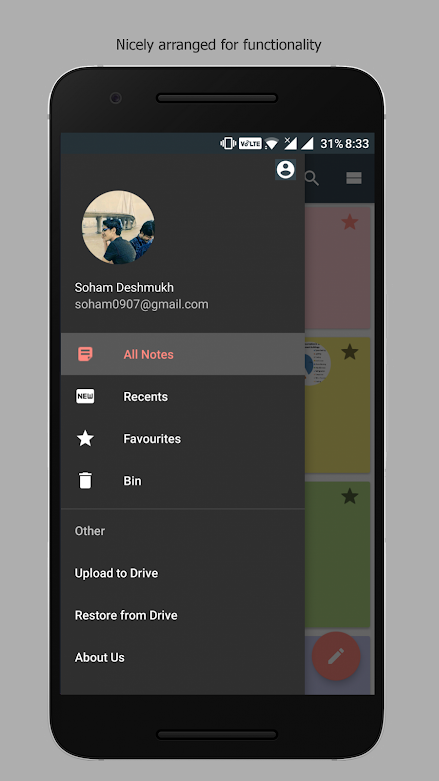 Nicely arranged for functionality
VoLTE
31% 8:33
Soham Deshmukh
soham0907@gmail.com
All Notes
NEW
Recents
Favourites
Bin
Other
Upload to Drive
Restore from Drive
About Us